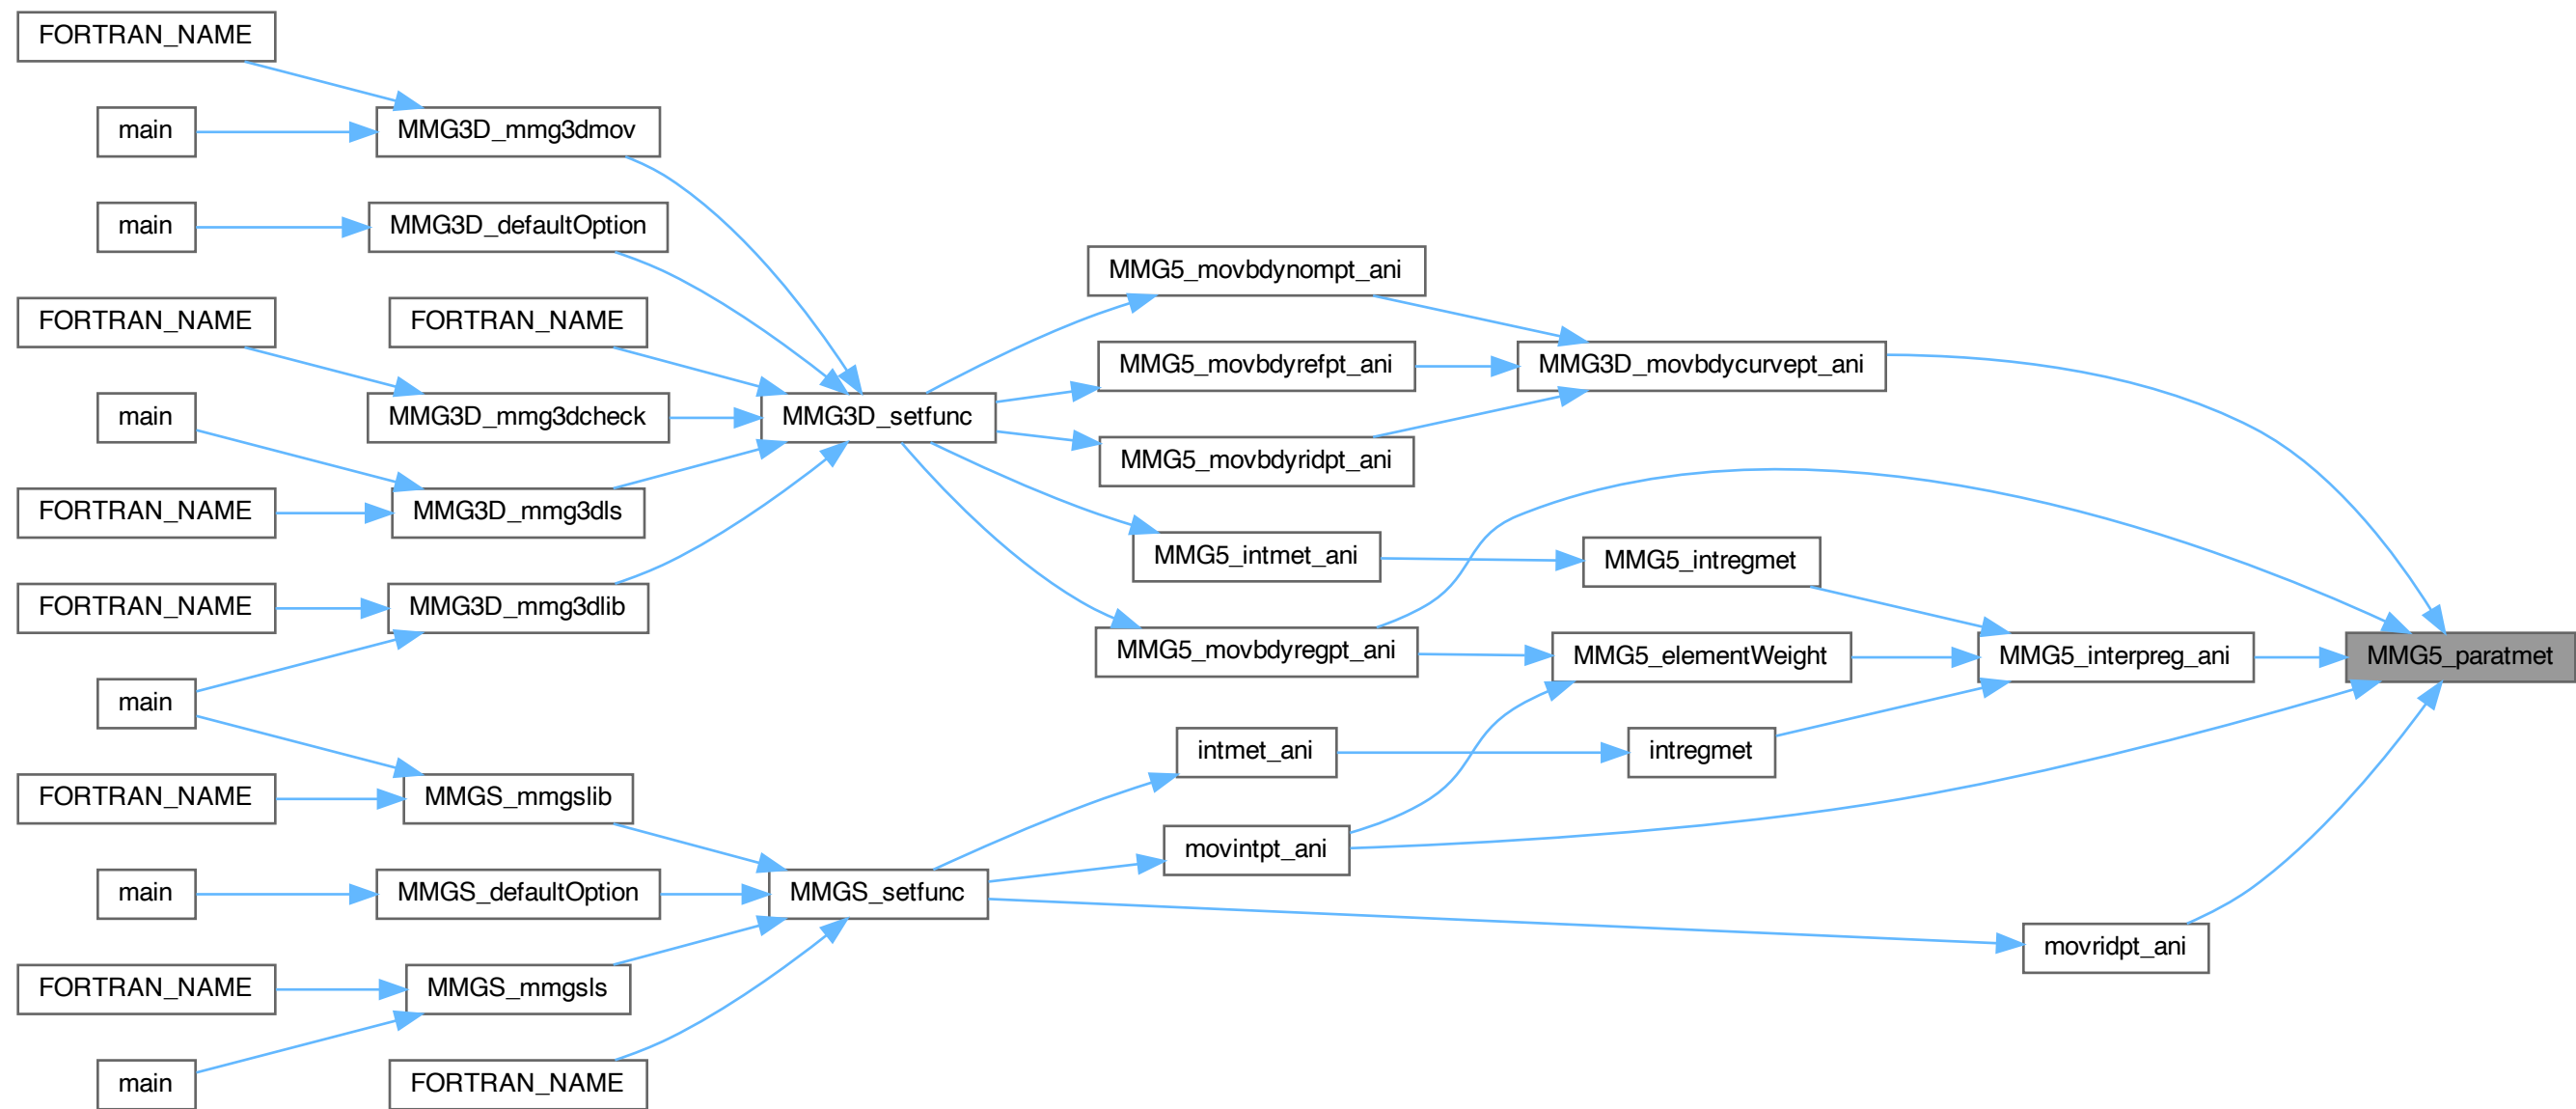 FORTRAN_NAME
main
MMG3D_mmg3dmov
main
MMG3D_defaultOption
FORTRAN_NAME
FORTRAN_NAME
main
MMG3D_mmg3dcheck
FORTRAN_NAME
MMG3D_mmg3dls
FORTRAN_NAME
MMG3D_mmg3dlib
main
FORTRAN_NAME
MMGS_mmgslib
main
MMGS_defaultOption
FORTRAN_NAME
MMGS_mmgsls
main
FORTRAN_NAME
MMG3D_setfunc
MMGS_setfunc
MMG5_movbdynompt_ani
MMG5_movbdyrefpt_ani
MMG5_movbdyridpt_ani
MMG5_intmet_ani
MMG5_movbdyregpt_ani
intmet_ani
movintpt_ani
MMG3D_movbdycurvept_ani
MMG5_intregmet
MMG5_elementWeight
intregmet
MMG5_interpreg_ani
movridpt_ani
MMG5_paratmet